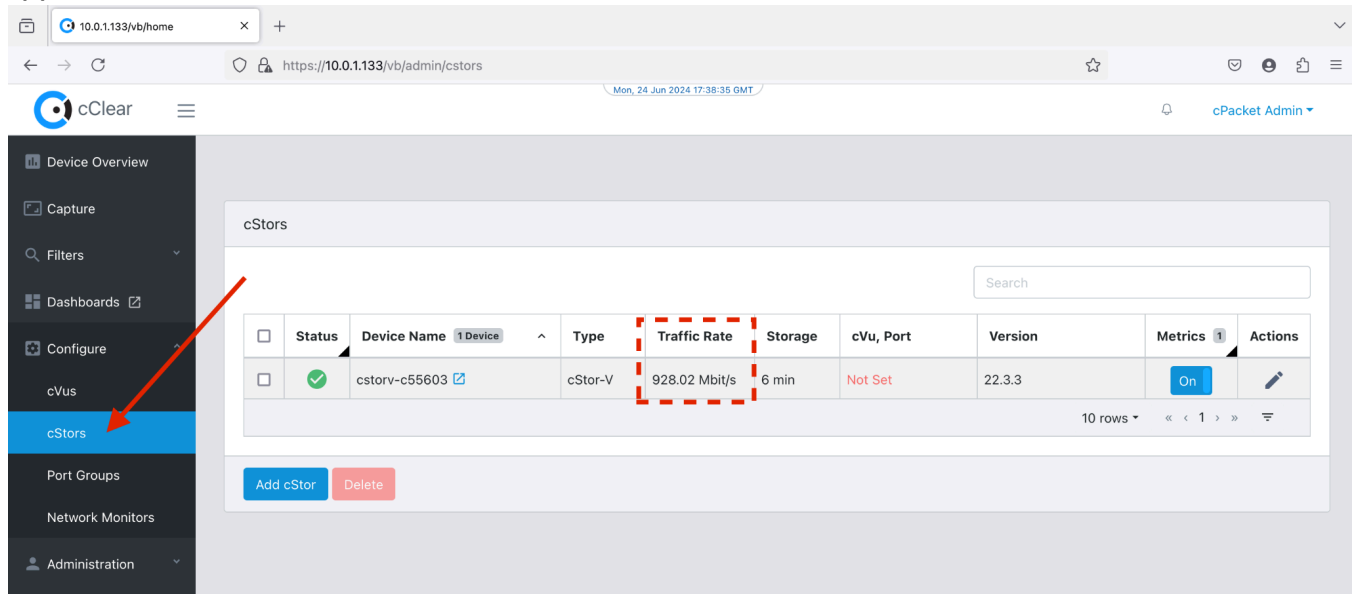 10.0.1.133/vb/home
https://10.0.1.133/vb/admin/cstors
cClear
Mon, 24 Jun 2024 17:38:35 GMT
cPacket Admin
Device Overview
Capture
Filters
Dashboards
Configure
cVus
cStors
Port Groups
Network Monitors
Administration
cStors
Search
Status Device Name 1 Device Type Traffic Rate Storage cVu, Port Version Metrics 1 Actions
cstorv-c55603 cStor-V 928.02 Mbit/s 6 min Not Set 22.3.3 On
10 rows « ‹ 1 › »
Add cStor Delete